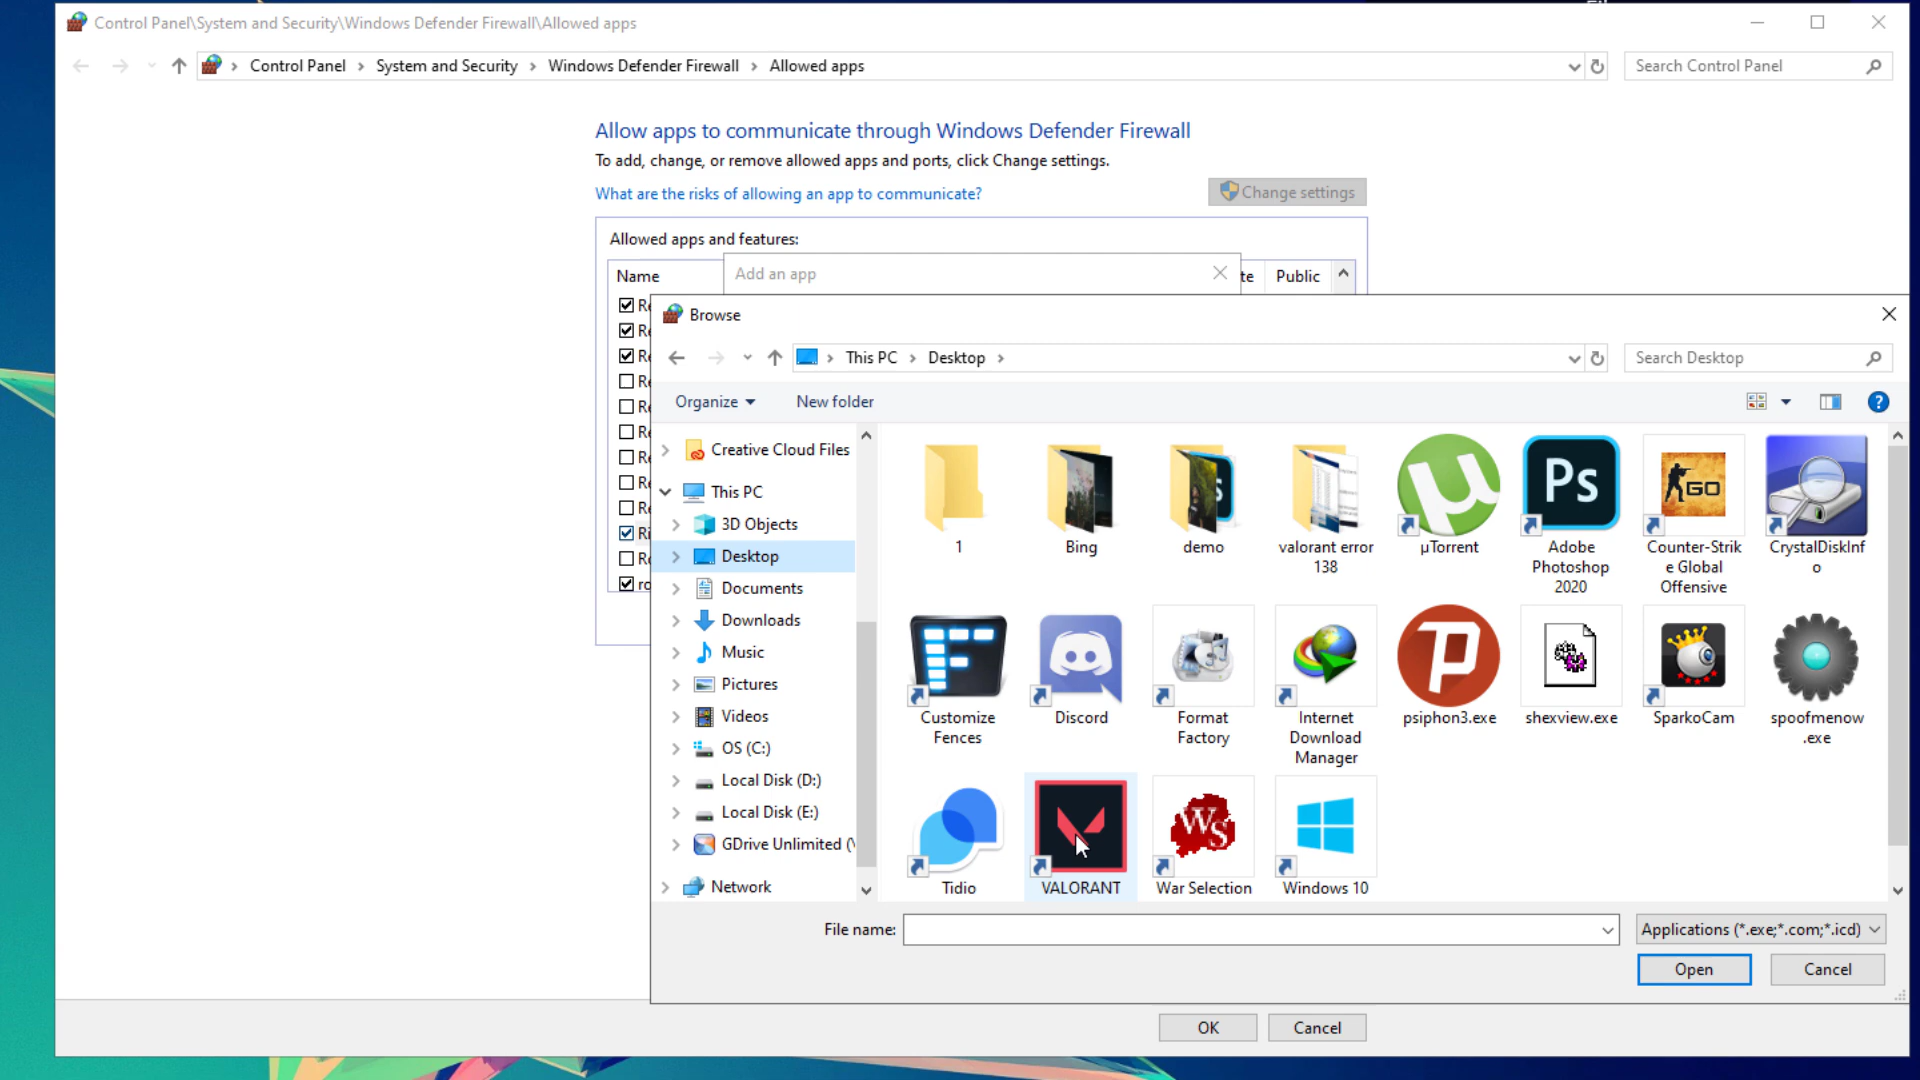 Control Panel\System and Security\Windows Defender Firewall\Allowed apps
Control Panel > System and Security > Windows Defender Firewall > Allowed apps
Search Control Panel
Allow apps to communicate through Windows Defender Firewall
To add, change, or remove allowed apps and ports, click Change settings.
What are the risks of allowing an app to communicate?
Change settings
Allowed apps and features:
Name
Public
Add an app
Browse
This PC > Desktop >
Search Desktop
Organize
New folder
Creative Cloud Files
This PC
3D Objects
Desktop
Documents
Downloads
Music
Pictures
Videos
OS (C:)
Local Disk (D:)
Local Disk (E:)
GDrive Unlimited (
Network
1
Bing
demo
valorant error
138
µTorrent
Ps
Adobe
Photoshop
2020
GO
Counter-Strik
e Global
Offensive
CrystalDiskInf
o
Customize
Fences
Discord
Format
Factory
Internet
Download
Manager
psiphon3.exe
shexview.exe
SparkoCam
spoofmenow
.exe
Tidio
VALORANT
WS
War Selection
Windows 10
File name:
Applications (*.exe;*.com;*.icd)
Open
Cancel
OK
Cancel